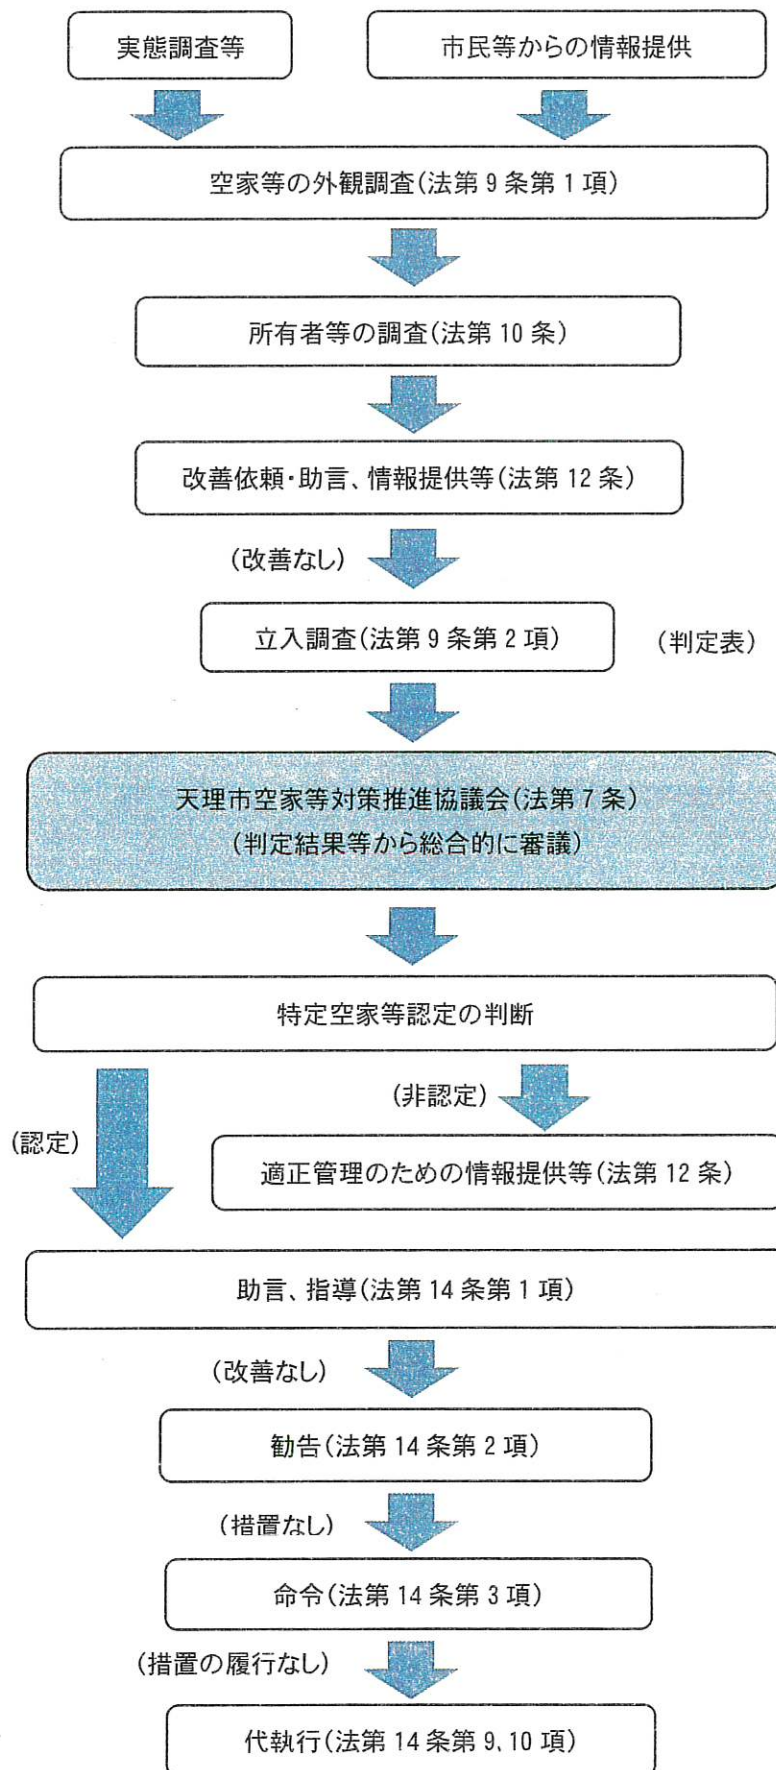 実態調査等
市民等からの情報提供
空家等の外観調査(法第9条第1項)
所有者等の調査(法第10条)
改善依頼・助言、情報提供等(法第12条)
(改善なし)
立入調査(法第9条第2項)
(判定表)
天理市空家等対策推進協議会(法第7条)
(判定結果等から総合的に審議)
特定空家等認定の判断
(非認定)
(認定)
適正管理のための情報提供等(法第12条)
助言、指導(法第14条第1項)
(改善なし)
勧告(法第14条第2項)
(措置なし)
命令(法第14条第3項)
(措置の履行なし)
代執行(法第14条第9、10項)